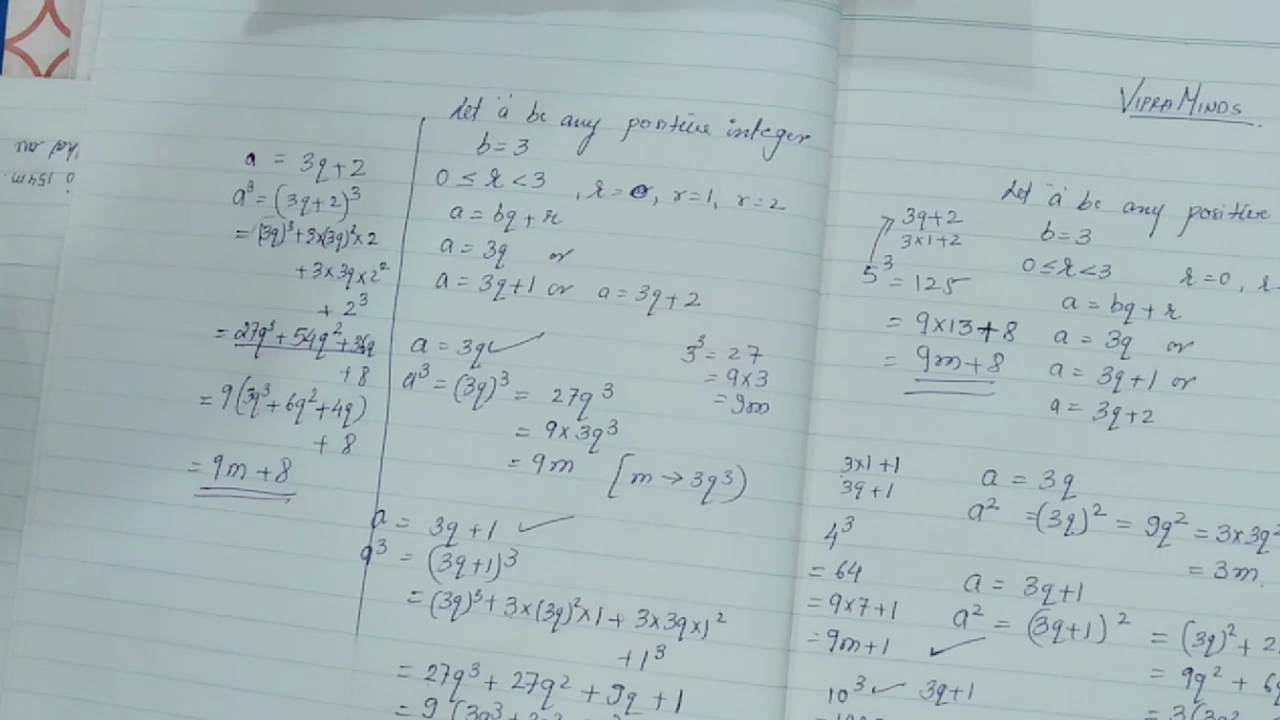 a = 3q+2
a³ = (3q+2)³
= (3q)³+3×(3q)²×2
+3×3q×2²
+ 2³
= 27q³+54q²+36q
+8
= 9(3q³+6q²+4q)
+ 8
= 9m+8
Let 'a' be any positive integer
b=3
0 ≤ r < 3 , r=0, r=1, r=2
a = bq + r
a = 3q or
a = 3q+1 or a = 3q+2
a = 3q ✓
a³ = (3q)³ = 27q³
= 9×3q³
= 9m [m → 3q³)
3³ = 27
= 9×3
= 9m
a = 3q+1 ✓
a³ = (3q+1)³
= (3q)³+3×(3q)²×1+3×3q×1²
+1³
= 27q³+27q²+9q+1
= 9
VIPRA MINDS
3q+2
3×1+2
5³ = 125
= 9×13+8
= 9m+8
Let 'a' be any positive
b=3
0≤r<3 r=0,
a = bq+r
a = 3q or
a = 3q+1 or
a = 3q+2
3×1+1
3q+1
4³
= 64
= 9×7+1
= 9m+1 ✓
10³ ✓ 3q+1
a = 3q
a² =(3q)² = 9q² = 3×3q²
= 3m
a = 3q+1
a² = (3q+1)² = (3q)²+2
= 9q²+